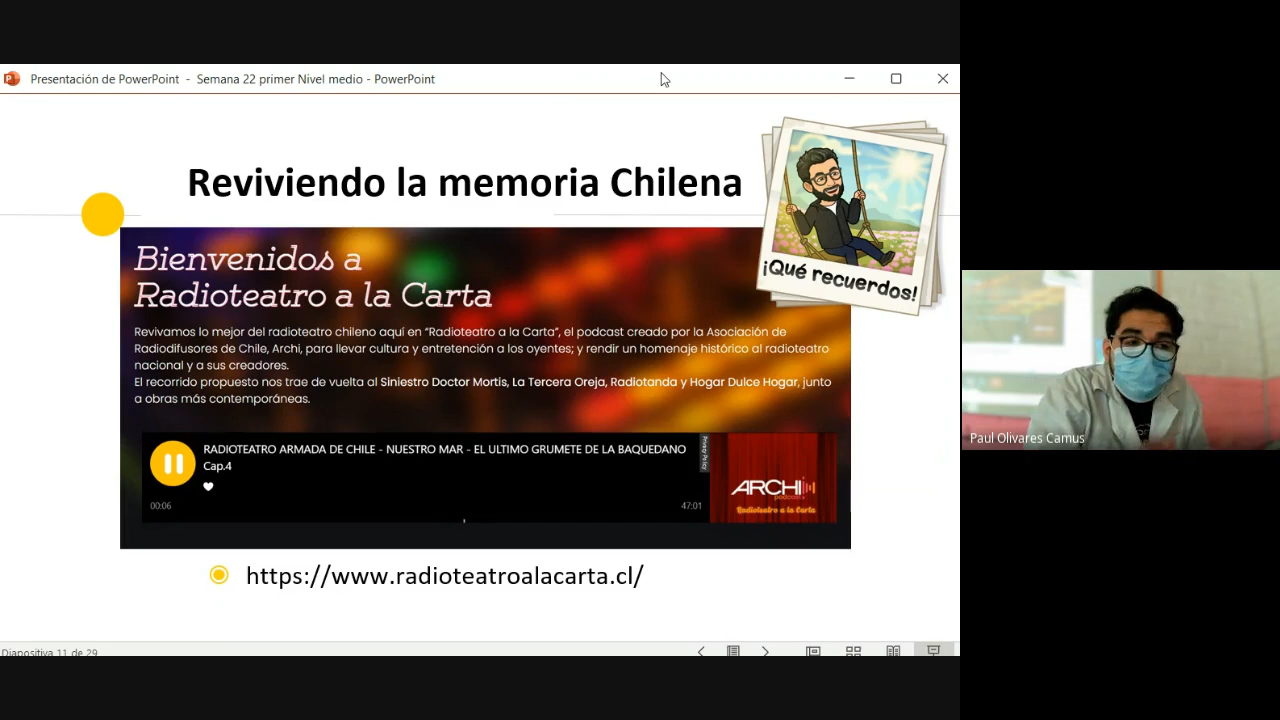 Presentación de PowerPoint - Semana 22 primer Nivel medio - PowerPoint
Reviviendo la memoria Chilena
¡Qué recuerdos!
Bienvenidos a
Radioteatro a la Carta
Revivamos lo mejor del radioteatro chileno aquí en “Radioteatro a la Carta”, el podcast creado por la Asociación de
Radiodifusores de Chile, Archi, para llevar cultura y entretención a los oyentes; y rendir un homenaje histórico al radioteatro
nacional y a sus creadores.
El recorrido propuesto nos trae de vuelta al Siniestro Doctor Mortis, La Tercera Oreja, Radiotanda y Hogar Dulce Hogar, junto
a obras más contemporáneas.
RADIOTEATRO ARMADA DE CHILE - NUESTRO MAR - EL ULTIMO GRUMETE DE LA BAQUEDANO
Cap.4
00:06
47:01
Privacy Policy
ARCHI
podcast
Radioteatro a la Carta
https://www.radioteatroalacarta.cl/
Diapositiva 11 de 29
Paul Olivares Camus